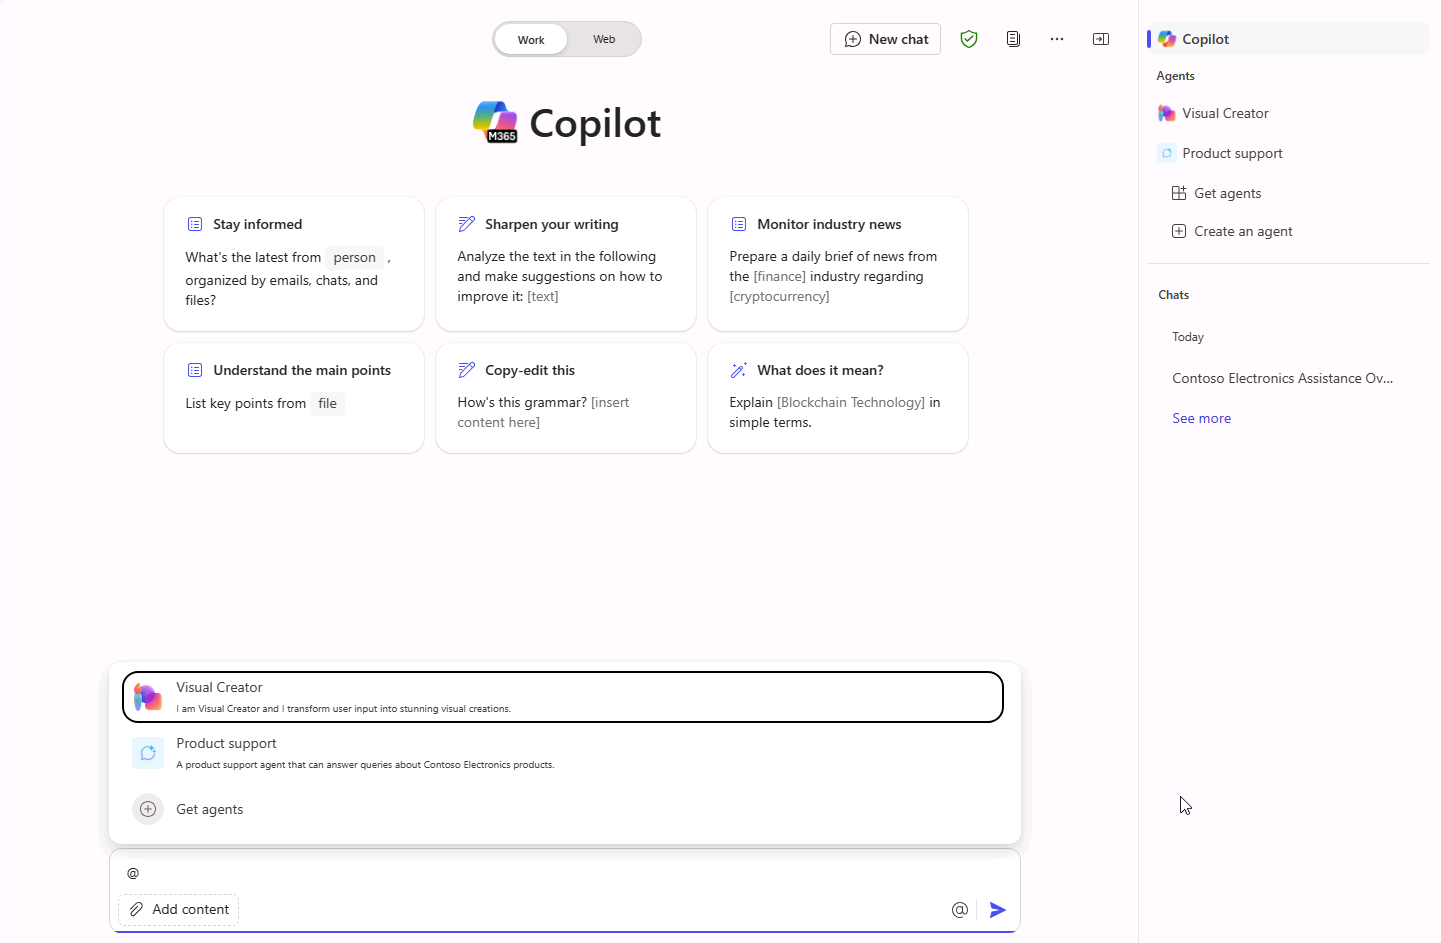 Work
Web
New chat
M365
Copilot
Stay informed
What's the latest from person ,
organized by emails, chats, and
files?
Sharpen your writing
Analyze the text in the following
and make suggestions on how to
improve it: [text]
Monitor industry news
Prepare a daily brief of news from
the [finance] industry regarding
[cryptocurrency]
Understand the main points
List key points from file
Copy-edit this
How's this grammar? [insert
content here]
What does it mean?
Explain [Blockchain Technology] in
simple terms.
Visual Creator
I am Visual Creator and I transform user input into stunning visual creations.
Product support
A product support agent that can answer queries about Contoso Electronics products.
Get agents
@
Add content
@
Copilot
Agents
Visual Creator
Product support
Get agents
Create an agent
Chats
Today
Contoso Electronics Assistance Ov...
See more